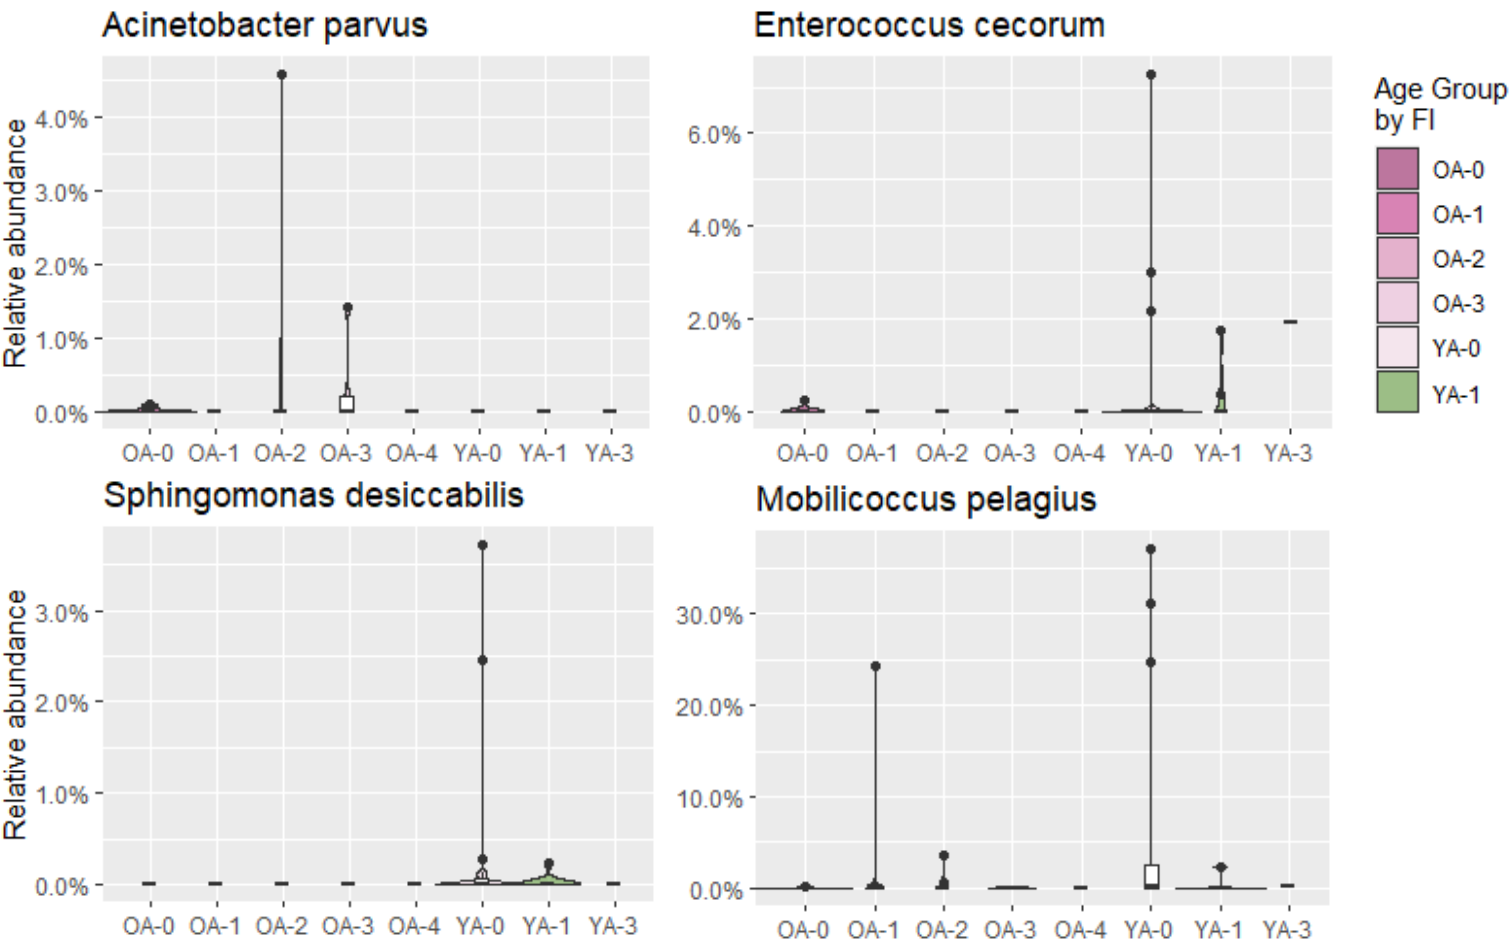 Acinetobacter parvus
Enterococcus cecorum
Relative abundance
4.0%
3.0%
2.0%
1.0%
0.0%
OA-0 OA-1 OA-2 OA-3 OA-4 YA-0 YA-1 YA-3
6.0%
4.0%
2.0%
0.0%
OA-0 OA-1 OA-2 OA-3 OA-4 YA-0 YA-1 YA-3
Age Group
by FI
OA-0
OA-1
OA-2
OA-3
YA-0
YA-1
Sphingomonas desiccabilis
Mobilicoccus pelagius
Relative abundance
3.0%
2.0%
1.0%
0.0%
OA-0 OA-1 OA-2 OA-3 OA-4 YA-0 YA-1 YA-3
30.0%
20.0%
10.0%
0.0%
OA-0 OA-1 OA-2 OA-3 OA-4 YA-0 YA-1 YA-3